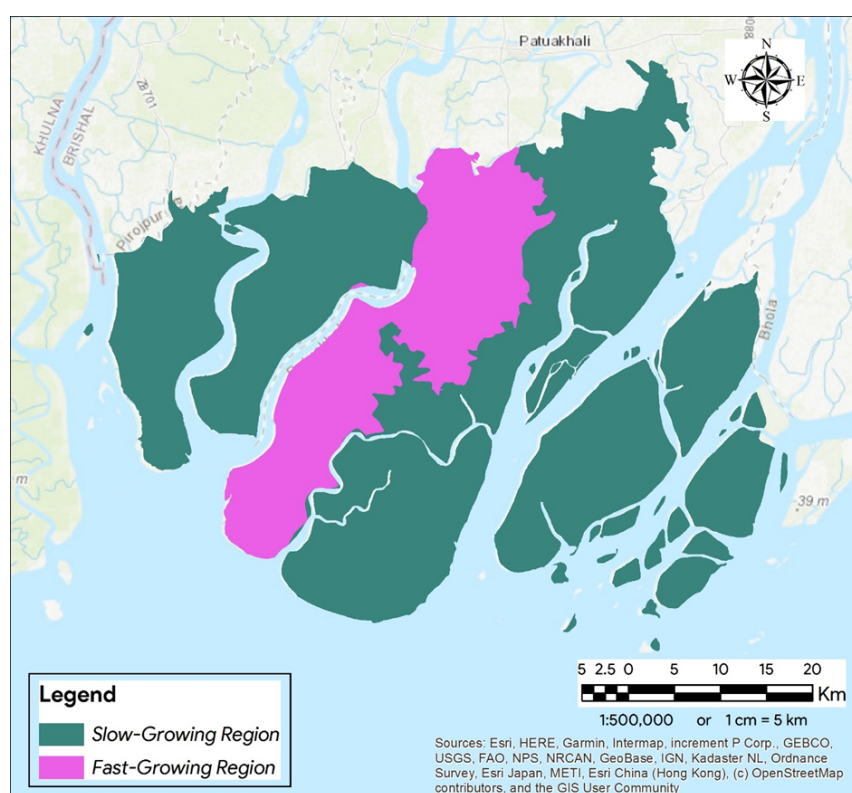 Patuakhali
Z8701
KHULNA
BRISHAL
Pirojpur
Bhola
39 m
m
N
W
E
S
5 2.5 0 5 10 15 20
Km
1:500,000 or 1 cm = 5 km
Legend
Slow-Growing Region
Fast-Growing Region
Sources: Esri, HERE, Garmin, Intermap, increment P Corp., GEBCO,
USGS, FAO, NPS, NRCAN, GeoBase, IGN, Kadaster NL, Ordnance
Survey, Esri Japan, METI, Esri China (Hong Kong), (c) OpenStreetMap
contributors, and the GIS User Community